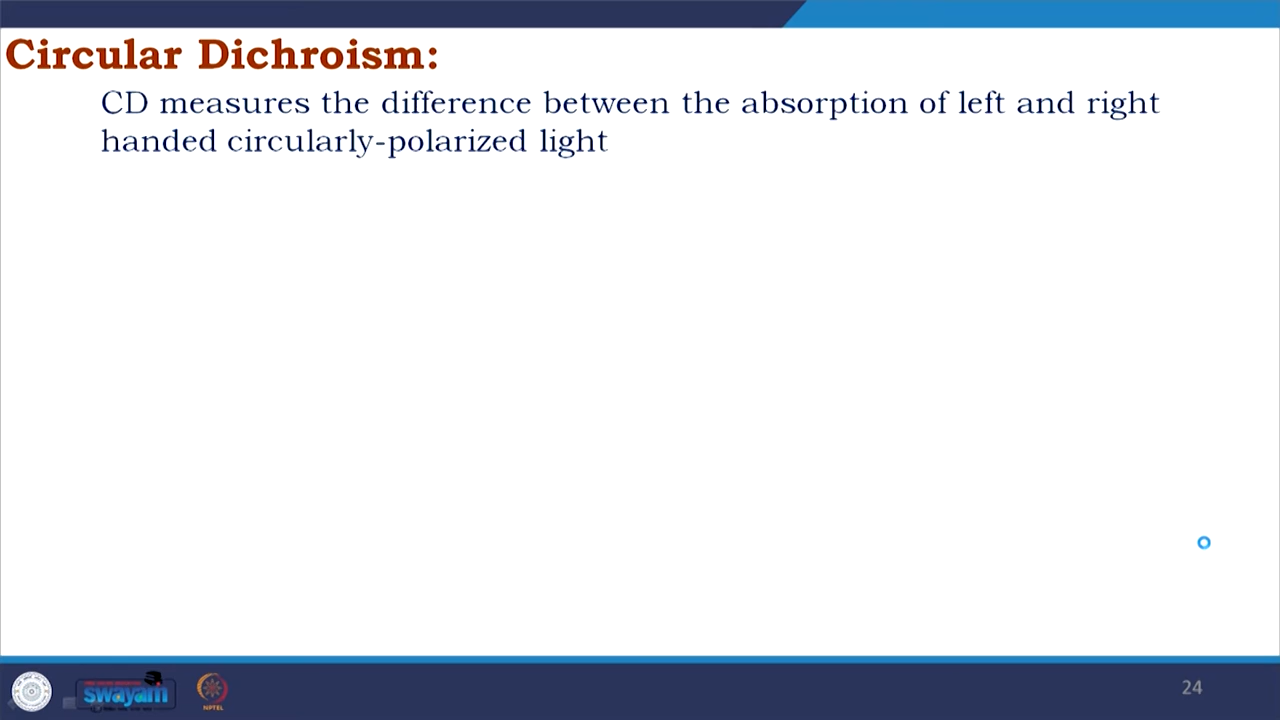 Circular Dichroism:
CD measures the difference between the absorption of left and right
handed circularly-polarized light
swayam
NPTEL
24